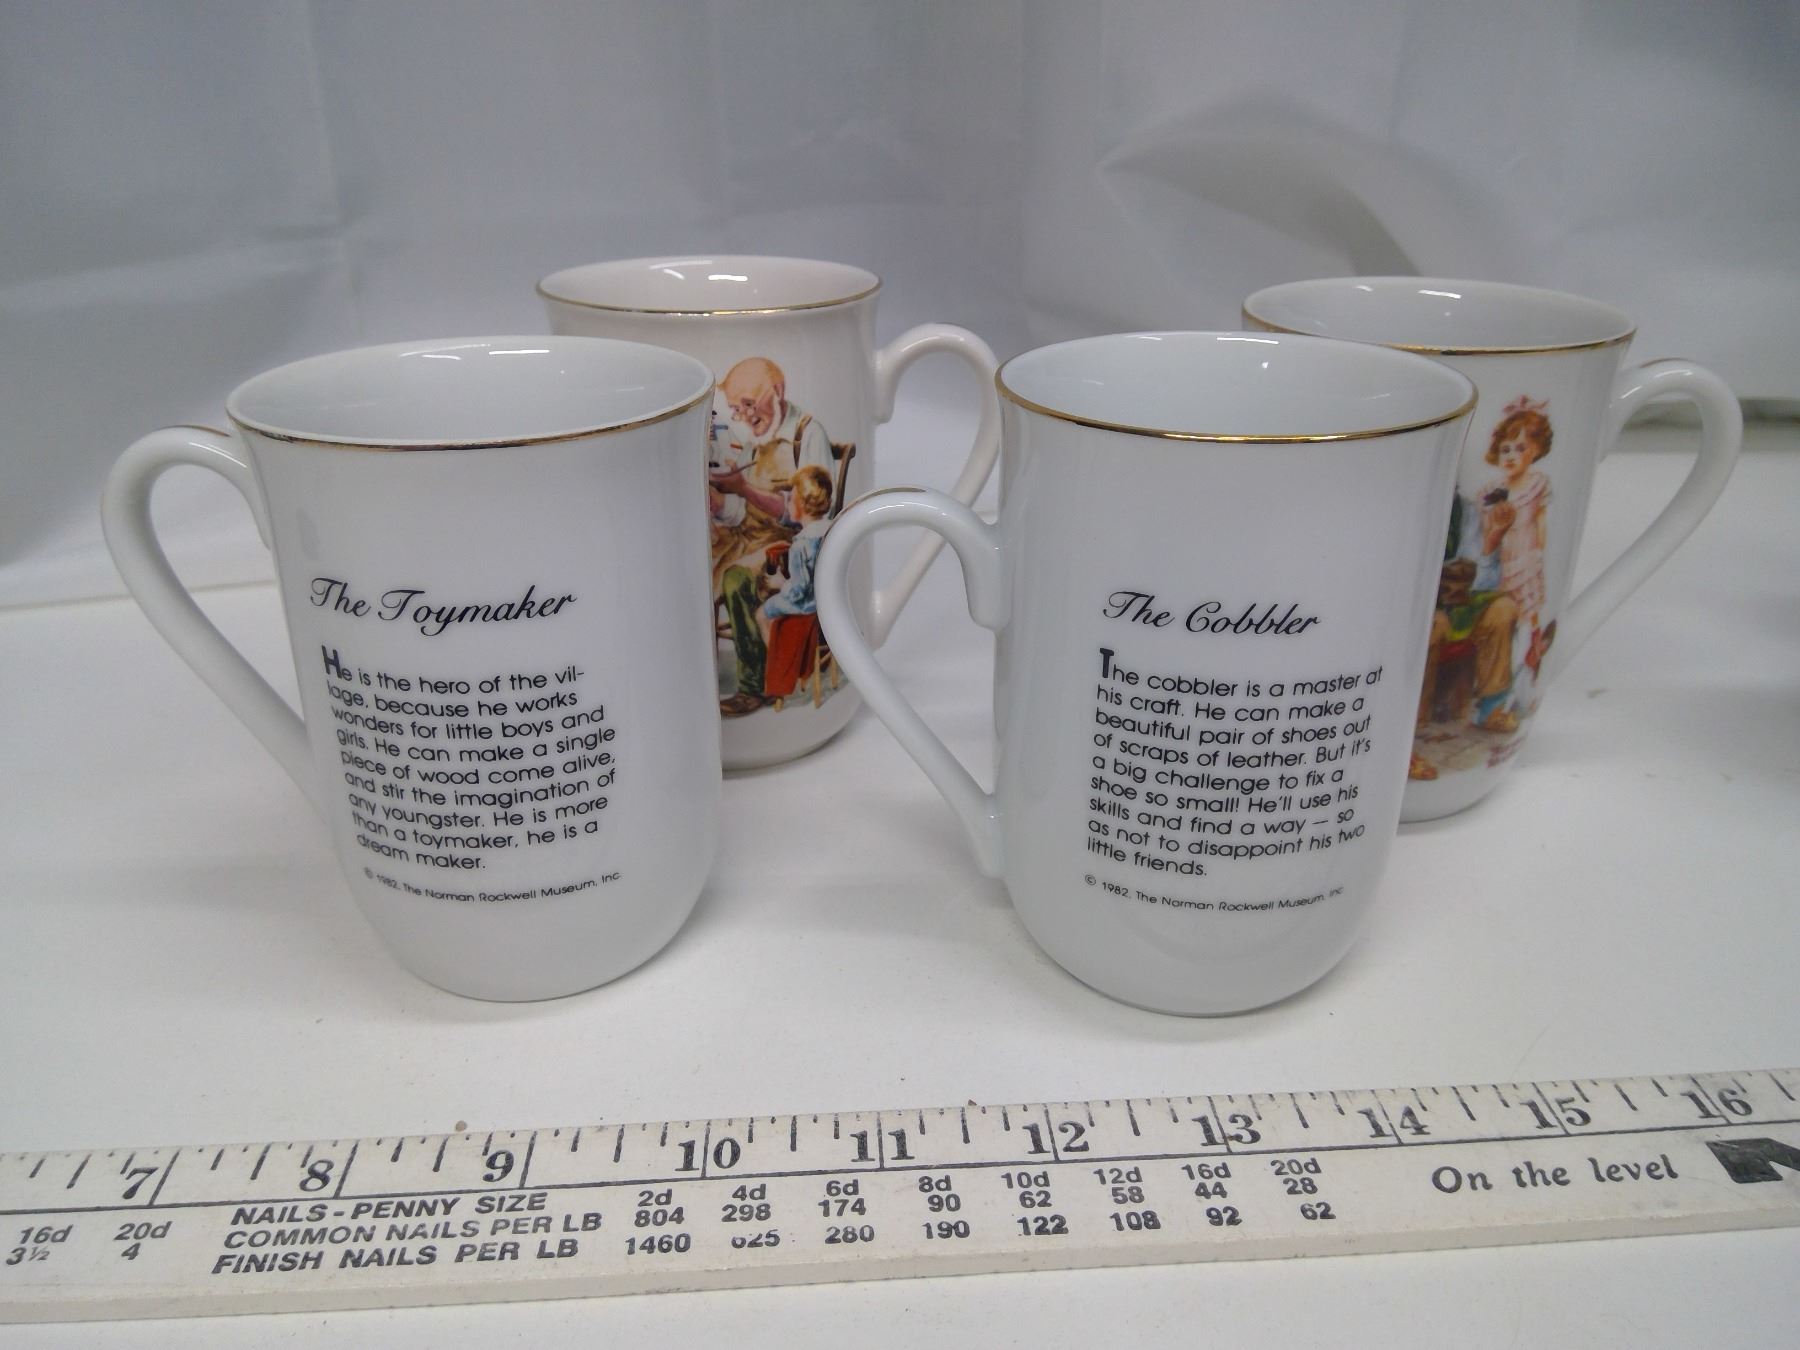 The Toymaker
He is the hero of the vil-
lage, because he works
wonders for little boys and
girls. He can make a single
piece of wood come alive,
and stir the imagination of
any youngster. He is more
than a toymaker, he is a
dream maker.
© 1982, The Norman Rockwell Museum, Inc.
The Cobbler
The cobbler is a master at
his craft. He can make a
beautiful pair of shoes out
of scraps of leather. But it's
a big challenge to fix a
shoe so small! He'll use his
skills and find a way — so
as not to disappoint his two
little friends.
© 1982, The Norman Rockwell Museum, Inc.
7 8 9 10 11 12 13 14 15 16
16d 20d
3½ 4
NAILS-PENNY SIZE 2d 4d 6d 8d 10d 12d 16d 20d
COMMON NAILS PER LB 804 298 174 90 62 58 44 28
FINISH NAILS PER LB 1460 625 280 190 122 108 92 62
On the level